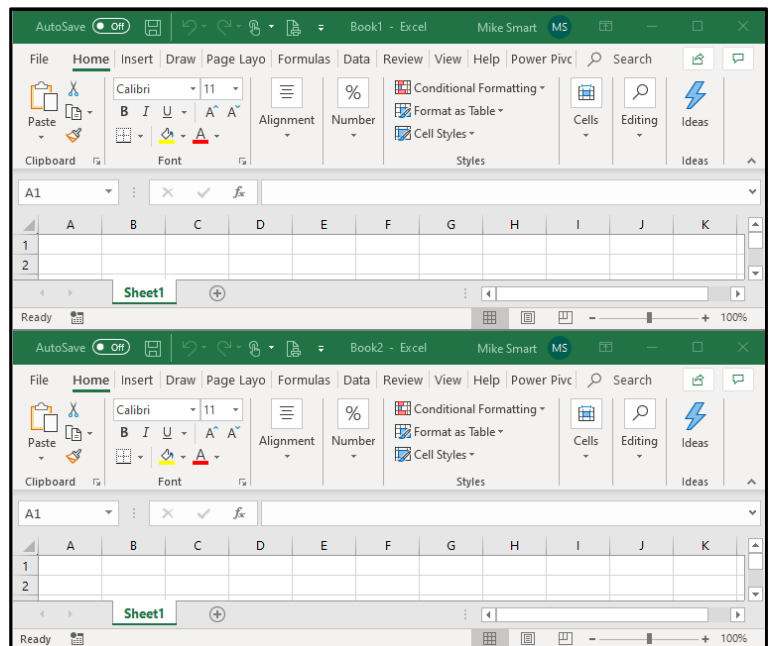 AutoSave Off Book1 - Excel Mike Smart MS
File Home Insert Draw Page Layo Formulas Data Review View Help Power Pivc Search
Calibri 11 % Conditional Formatting
B I U A A Format as Table
Paste Alignment Number Cell Styles Cells Editing Ideas
A
Clipboard Font Styles Ideas
A1 fx
A B C D E F G H I J K
1
2
Sheet1
Ready - + 100%
AutoSave Off Book2 - Excel Mike Smart MS
File Home Insert Draw Page Layo Formulas Data Review View Help Power Pivc Search
Calibri 11 % Conditional Formatting
B I U A A Format as Table
Paste Alignment Number Cell Styles Cells Editing Ideas
A
Clipboard Font Styles Ideas
A1 fx
A B C D E F G H I J K
1
2
Sheet1
Ready - + 100%